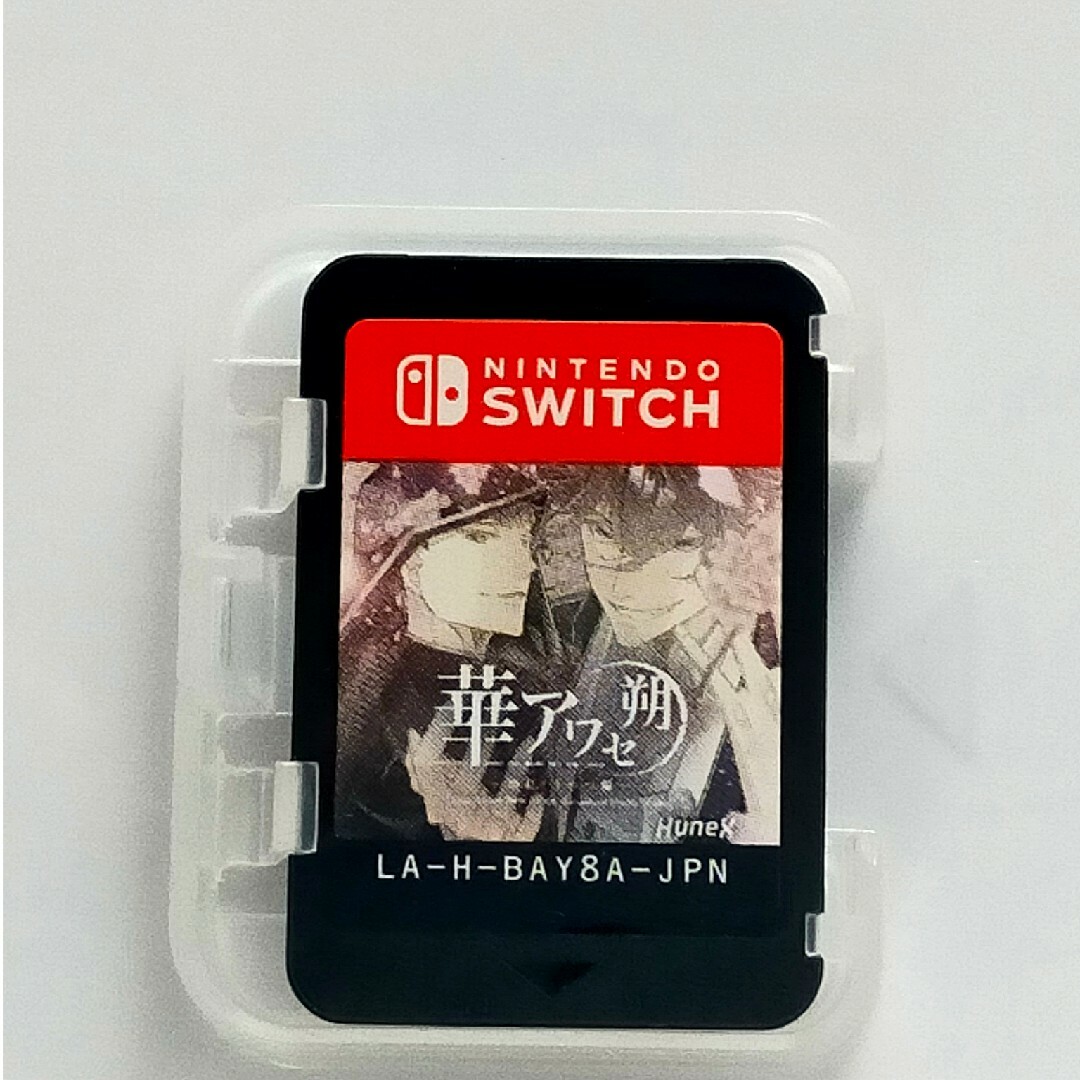 NINTENDO
SWITCH
華アワセ 朔
HuneX
LA-H-BAY8A-JPN